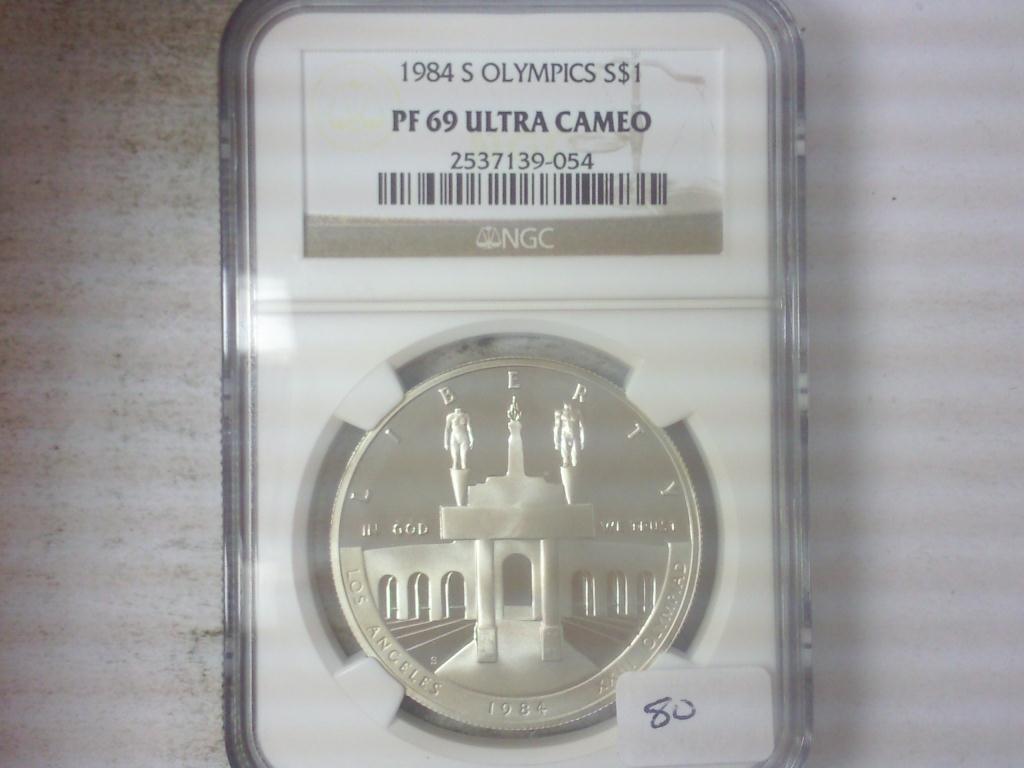 1984 S OLYMPICS S$1
PF 69 ULTRA CAMEO
2537139-054
NGC
LIBERTY
IN GOD WE TRUST
LOS ANGELES XXIII OLYMPIAD
S
1984
80